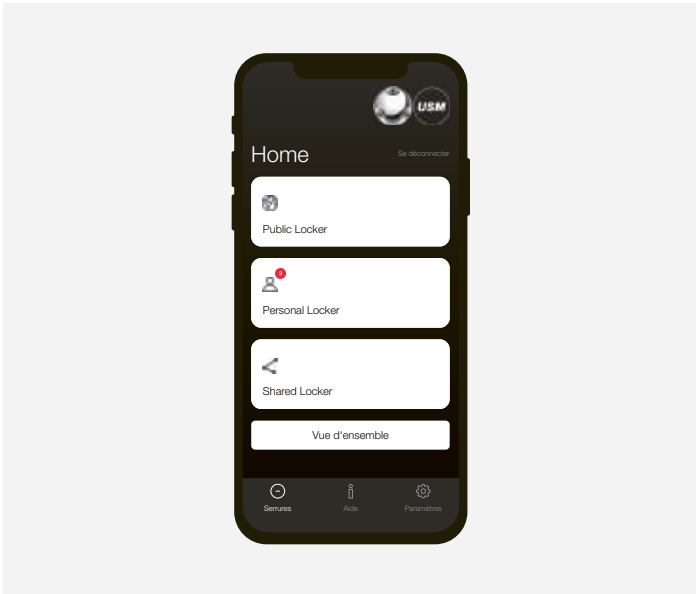 USM
Home
Se déconnecter
Public Locker
3
Personal Locker
Shared Locker
Vue d'ensemble
Serrures
Aide
Paramètres